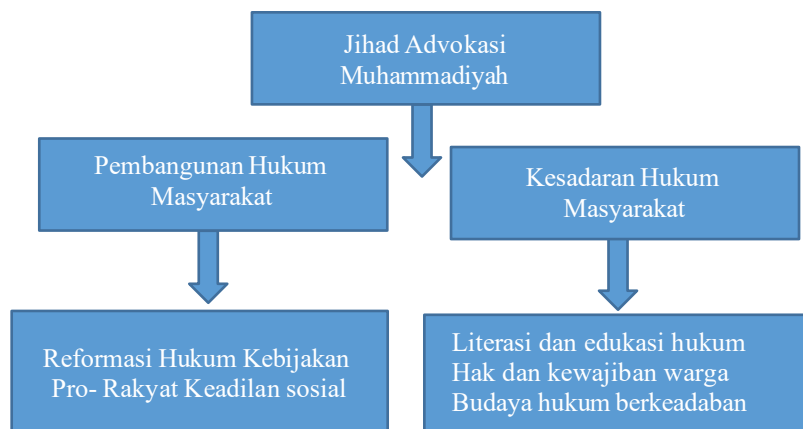 Jihad Advokasi
Muhammadiyah
Pembangunan Hukum
Masyarakat
Kesadaran Hukum
Masyarakat
Reformasi Hukum Kebijakan
Pro- Rakyat Keadilan sosial
Literasi dan edukasi hukum
Hak dan kewajiban warga
Budaya hukum berkeadaban